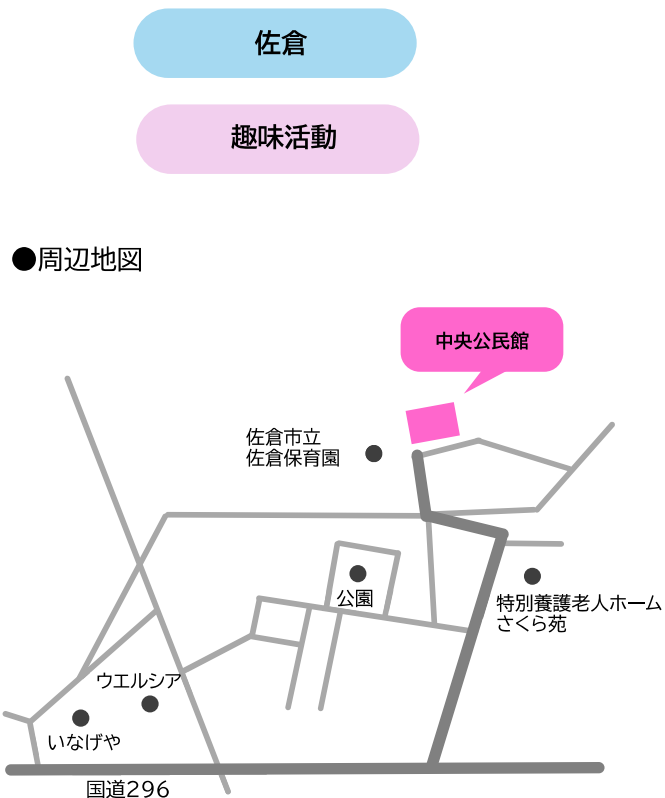 佐倉
趣味活動
●周辺地図
中央公民館
佐倉市立
佐倉保育園
公園
特別養護老人ホーム
さくら苑
ウエルシア
いなげや
国道296